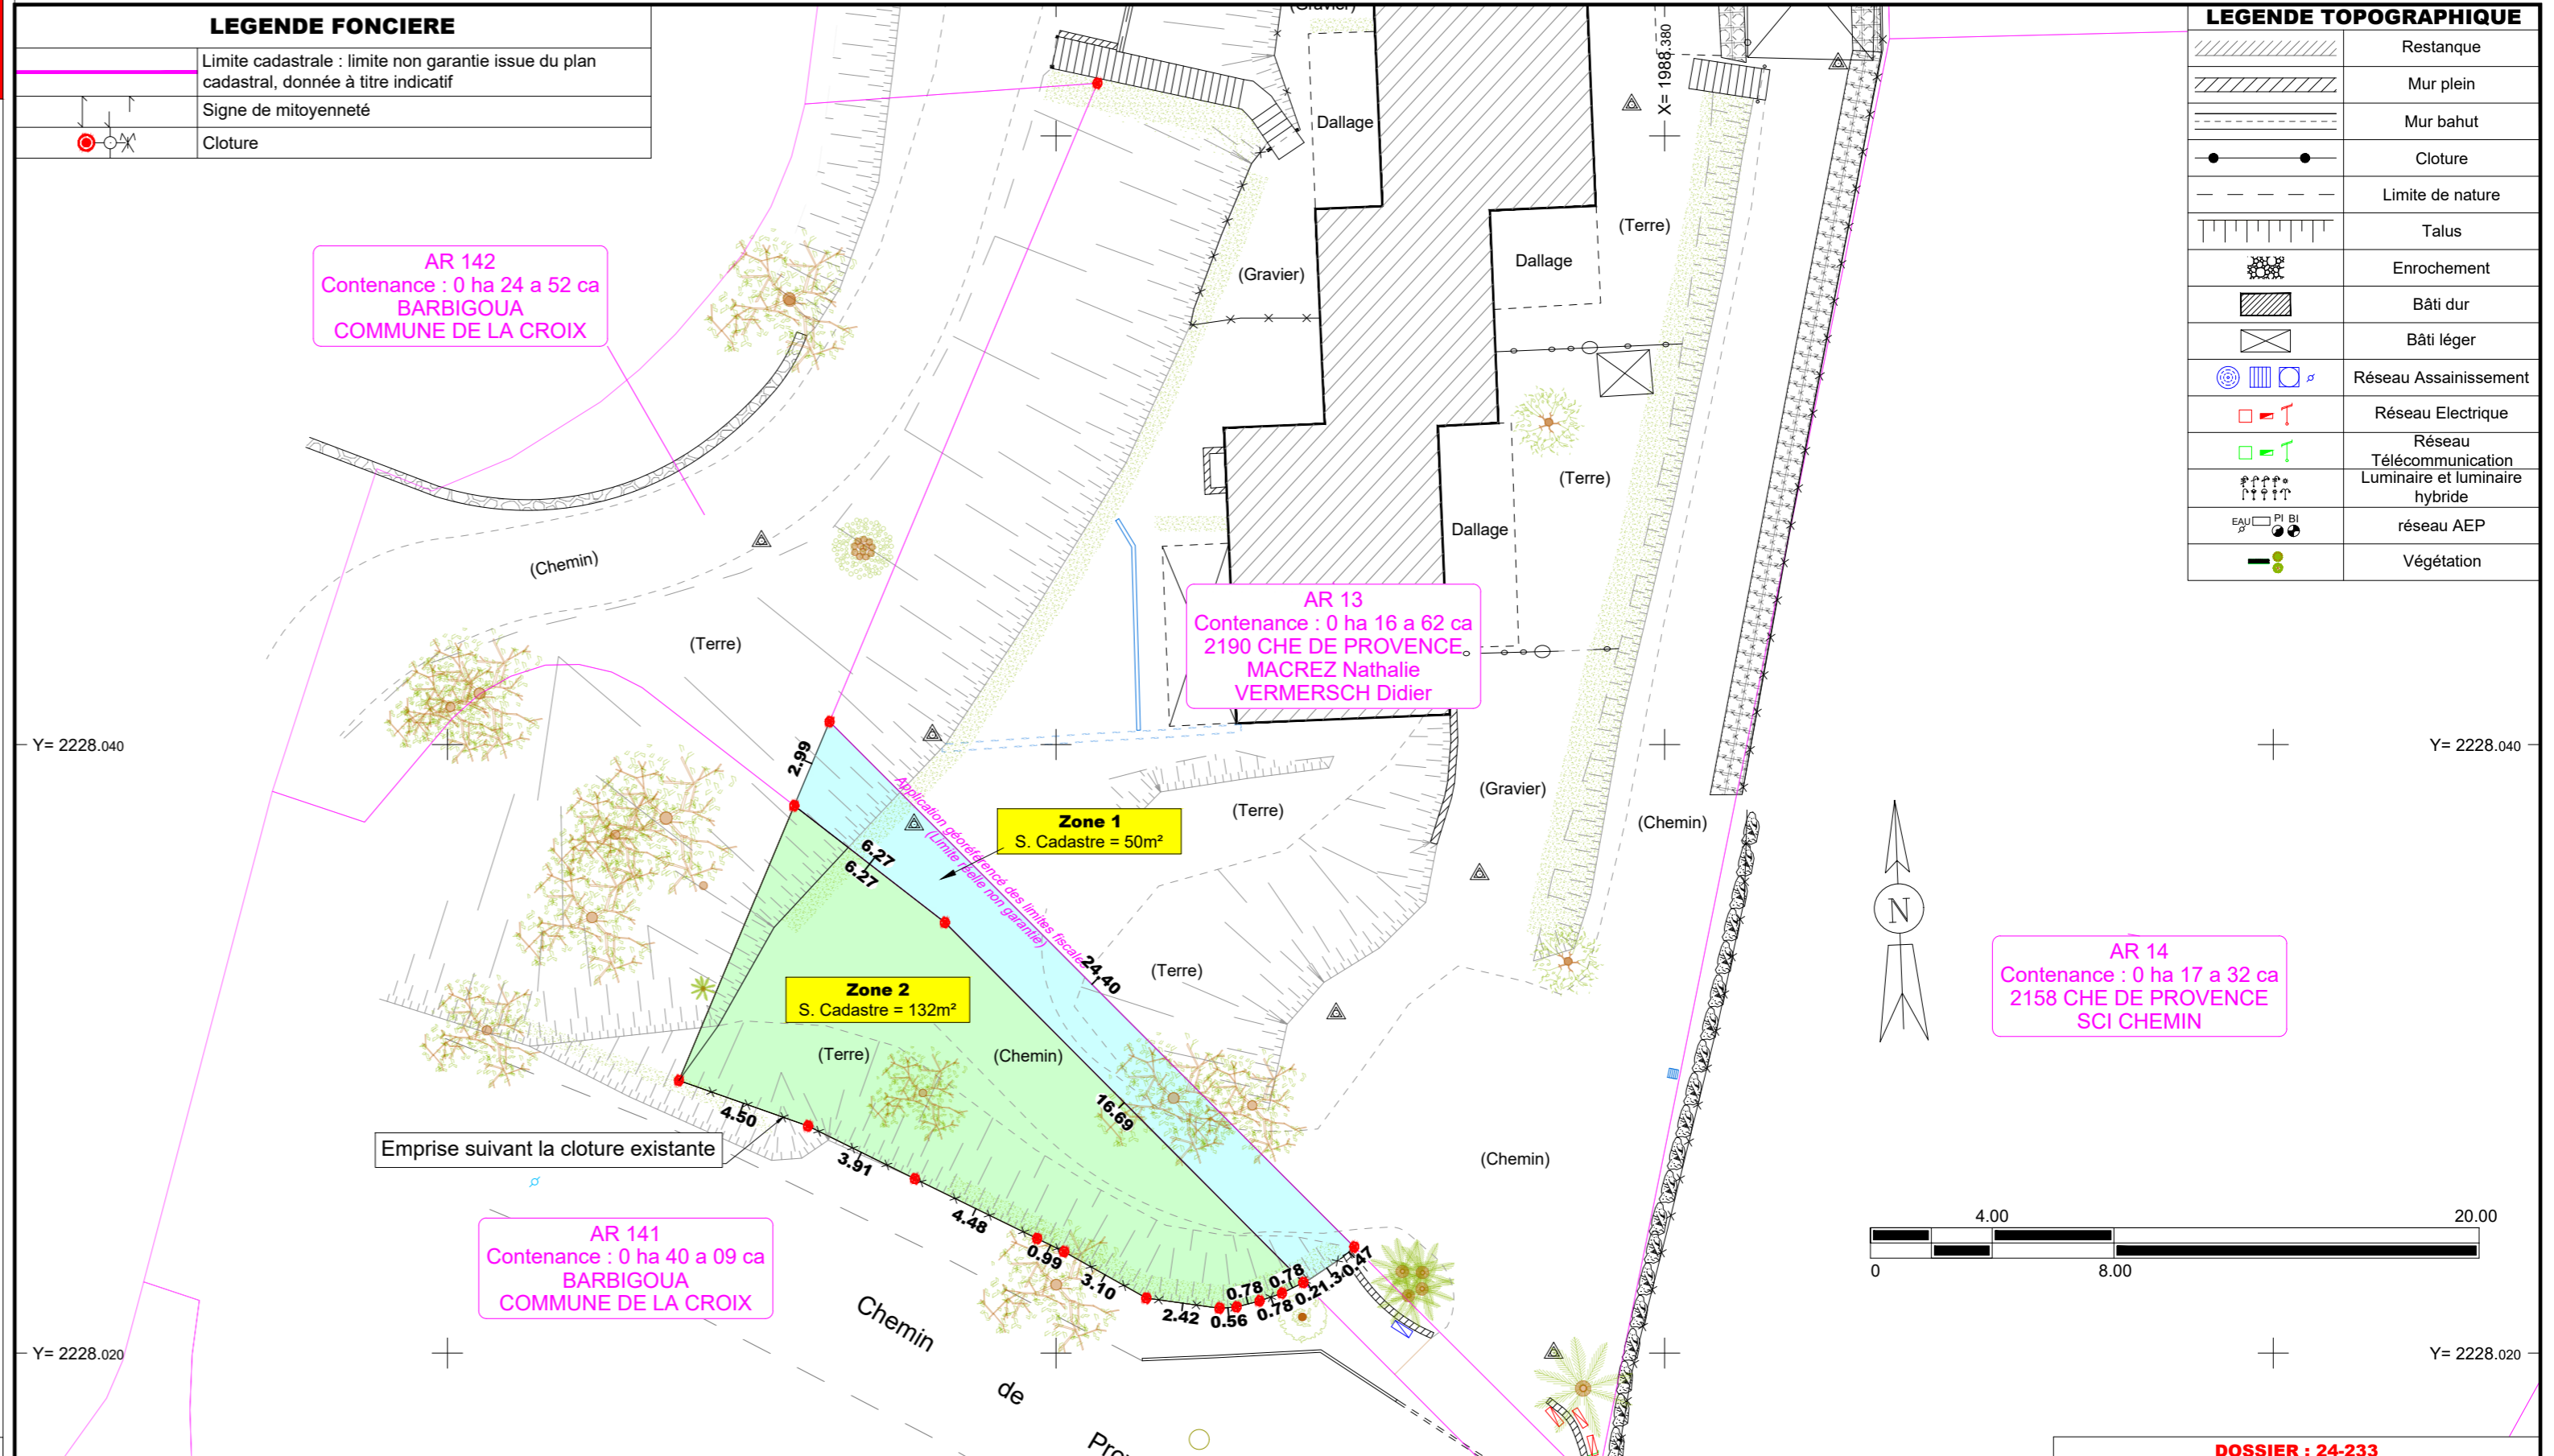 LEGENDE FONCIERE
Limite cadastrale : limite non garantie issue du plan
cadastral, donnée à titre indicatif
Signe de mitoyenneté
Cloture
LEGENDE TOPOGRAPHIQUE
Restanque
Mur plein
Mur bahut
Cloture
Limite de nature
Talus
Enrochement
Bâti dur
Bâti léger
Réseau Assainissement
Réseau Electrique
Réseau
Télécommunication
Luminaire et luminaire
hybride
EAU PI BI
réseau AEP
Végétation
(Gravier)
X= 1988.380
Dallage
(Terre)
AR 142
Contenance : 0 ha 24 a 52 ca
BARBIGOUA
COMMUNE DE LA CROIX
(Gravier)
Dallage
(Terre)
Dallage
(Chemin)
(Terre)
AR 13
Contenance : 0 ha 16 a 62 ca
2190 CHE DE PROVENCE
MACREZ Nathalie
VERMERSCH Didier
Y= 2228.040
Y= 2228.040
2.99
Application géoréférencé des limites fiscales
(Limite réelle non garantie)
(Gravier)
(Terre)
(Chemin)
Zone 1
S. Cadastre = 50m²
6.27
6.27
N
24.40
(Terre)
AR 14
Contenance : 0 ha 17 a 32 ca
2158 CHE DE PROVENCE
SCI CHEMIN
Zone 2
S. Cadastre = 132m²
(Terre)
(Chemin)
16.69
4.50
Emprise suivant la cloture existante
3.91
(Chemin)
4.48
4.00
20.00
0
8.00
AR 141
Contenance : 0 ha 40 a 09 ca
BARBIGOUA
COMMUNE DE LA CROIX
0.99
3.10
2.42
0.56
0.78
0.78
0.78
0.47
Chemin
de
Y= 2228.020
Y= 2228.020
DOSSIER : 24-233